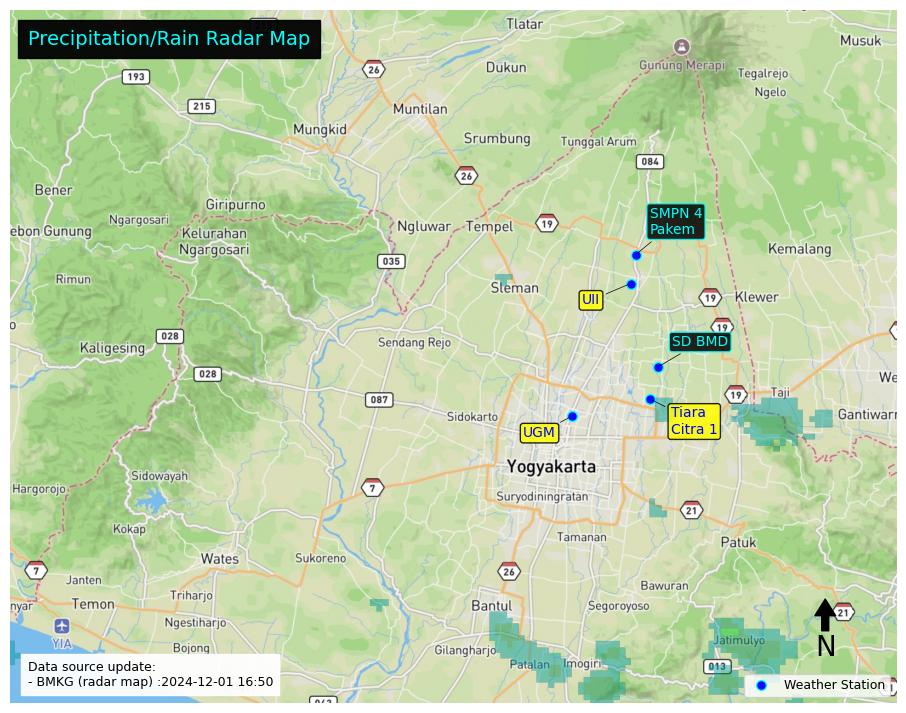 Precipitation/Rain Radar Map
Tlatar
Musuk
26
193
Dukun
Gunung Merapi
Tegalrejo
Ngelo
215
Muntilan
Mungkid
Srumbung
Tunggal Arum
084
26
Bener
Giripurno
SMPN 4
Pakem
Ngargosari
ebon Gunung
Kelurahan
Ngargosari
Ngluwar
Tempel
19
Kemalang
035
Rimun
Sleman
UII
19
Klewer
19
028
Kaligesing
Sendang Rejo
SD BMD
028
We
087
19
Taji
Sidokarto
Tiara
Citra 1
Gantiwarn
UGM
Yogyakarta
Sidowayah
Hargorojo
7
Suryodiningratan
21
Kokap
Tamanan
Patuk
Wates
Sukoreno
7
26
Janten
Bawuran
Triharjo
nyar
Temon
Bantul
Segoroyoso
21
Ngestiharjo
YIA
Jatimulyo
N
Bojong
Gilangharjo
Patalan
Imogiri
013
Data source update:
- BMKG (radar map) :2024-12-01 16:50
Weather Station